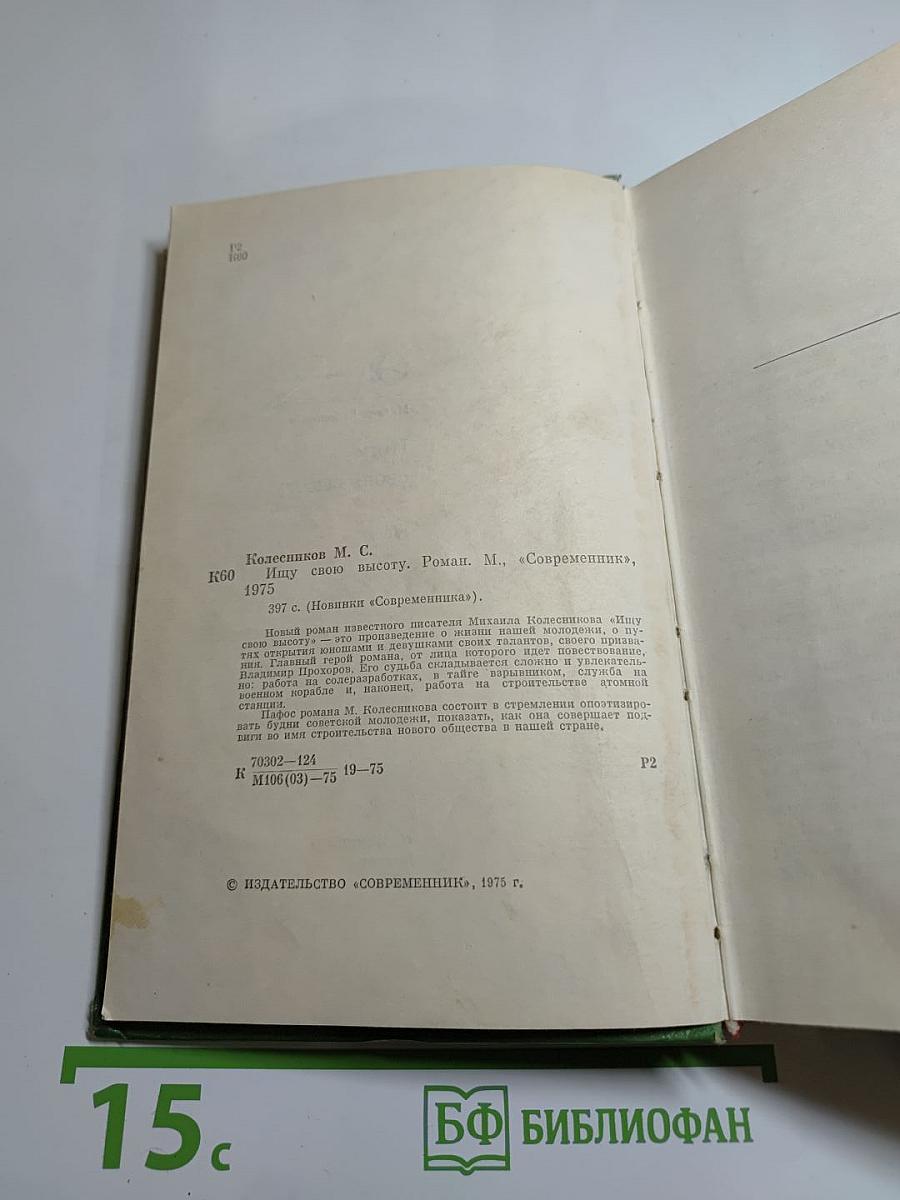 Р2
К60
Колесников М. С.
К60 Ищу свою высоту. Роман. М., «Современник»,
1975
397 с. (Новинки «Современника»).
Новый роман известного писателя Михаила Колесникова «Ищу
свою высоту» — это произведение о жизни нашей молодежи, о пу-
тях открытия юношами и девушками своих талантов, своего призва-
ния. Главный герой романа, от лица которого идет повествование,
Владимир Прохоров. Его судьба складывается сложно и увлекатель-
но: работа на солеразработках, в тайге взрывником, служба на
военном корабле и, наконец, работа на строительстве атомной
станции.
Пафос романа М. Колесникова состоит в стремлении опоэтизиро-
вать будни советской молодежи, показать, как она совершает под-
виги во имя строительства нового общества в нашей стране.
70302—124
К М106(03)—75 19—75 Р2
© ИЗДАТЕЛЬСТВО «СОВРЕМЕННИК», 1975 г.
15 с
БФ БИБЛИОФАН